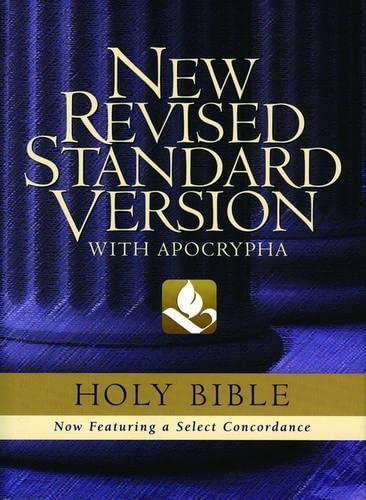 NEW
REVISED
STANDARD
VERSION
WITH APOCRYPHA
HOLY BIBLE
Now Featuring a Select Concordance